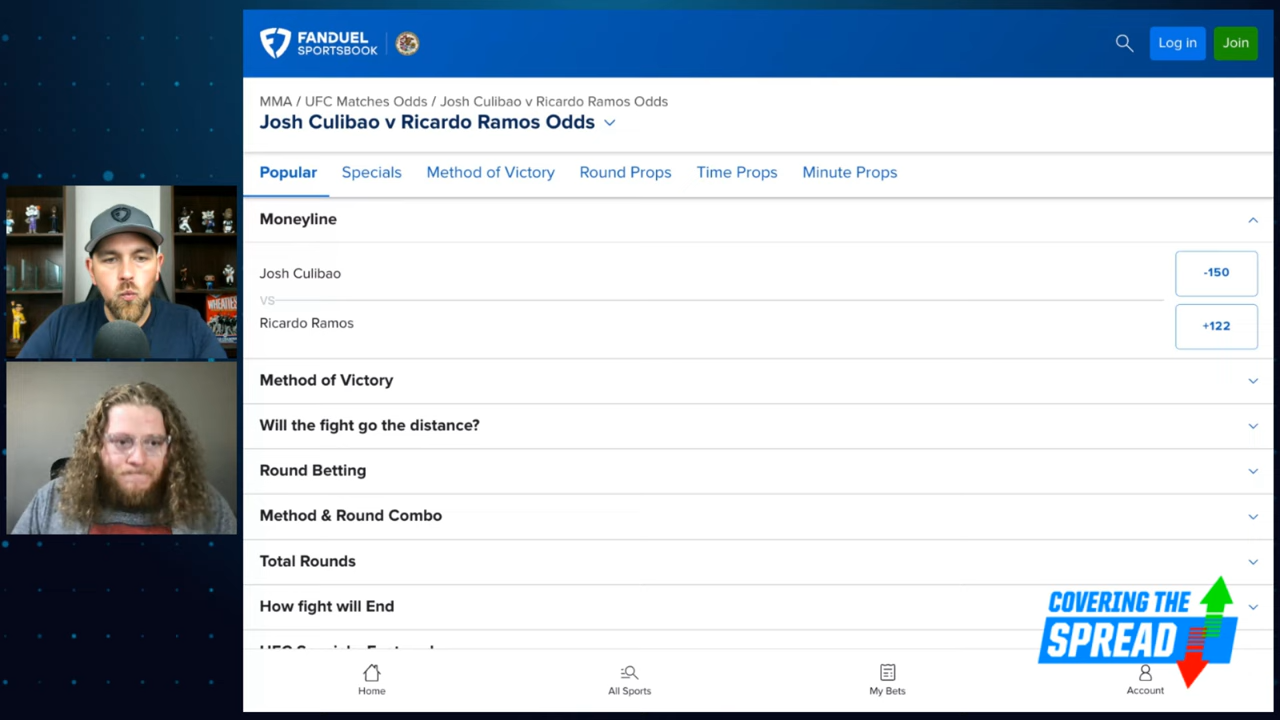 FANDUEL
SPORTSBOOK
Log in
Join
MMA / UFC Matches Odds / Josh Culibao v Ricardo Ramos Odds
Josh Culibao v Ricardo Ramos Odds
Popular
Specials
Method of Victory
Round Props
Time Props
Minute Props
Moneyline
Josh Culibao
-150
VS
Ricardo Ramos
+122
Method of Victory
Will the fight go the distance?
Round Betting
Method & Round Combo
Total Rounds
How fight will End
COVERING THE
SPREAD
Home
All Sports
My Bets
Account
WHEATIES